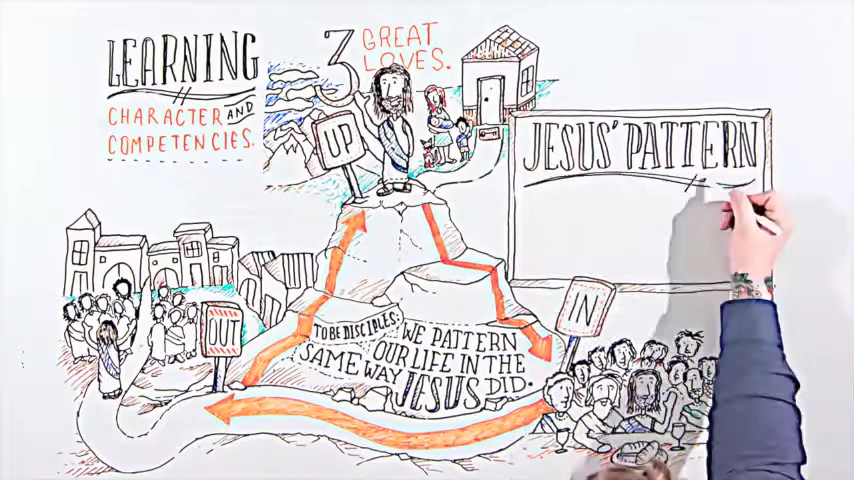 LEARNING
CHARACTER AND
COMPETENCIES.
3 GREAT
LOVES.
UP
JESUS' PATTERN
OUT
IN
TO BE DISCIBLES:
WE PATTERN
OUR LIFE IN THE
SAME WAY
JESUS DID.